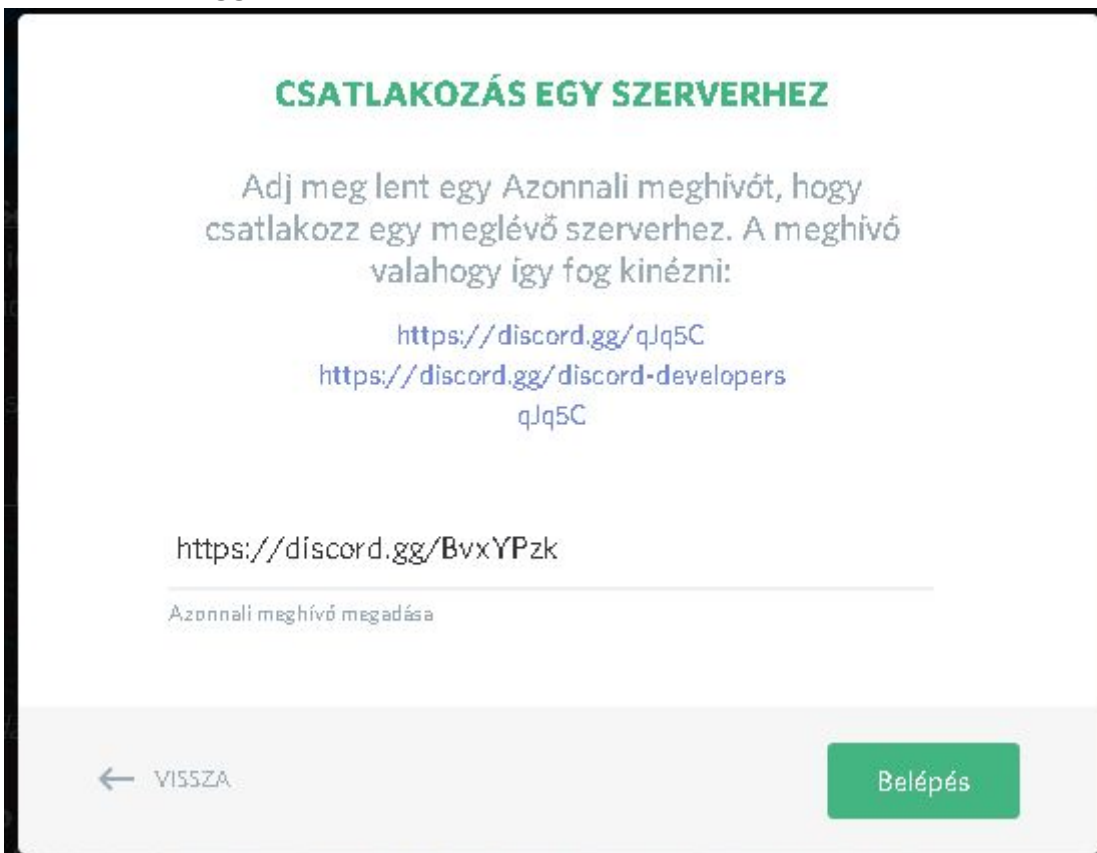 CSATLAKOZÁS EGY SZERVERHEZ
Adj meg lent egy Azonnali meghívót, hogy
csatlakozz egy meglévő szerverhez. A meghívó
valahogy így fog kinézni:
https://discord.gg/qJq5C
https://discord.gg/discord-developers
qJq5C
https://discord.gg/BvxYPzk
Azonnali meghívó megadása
← VISSZA
Belépés